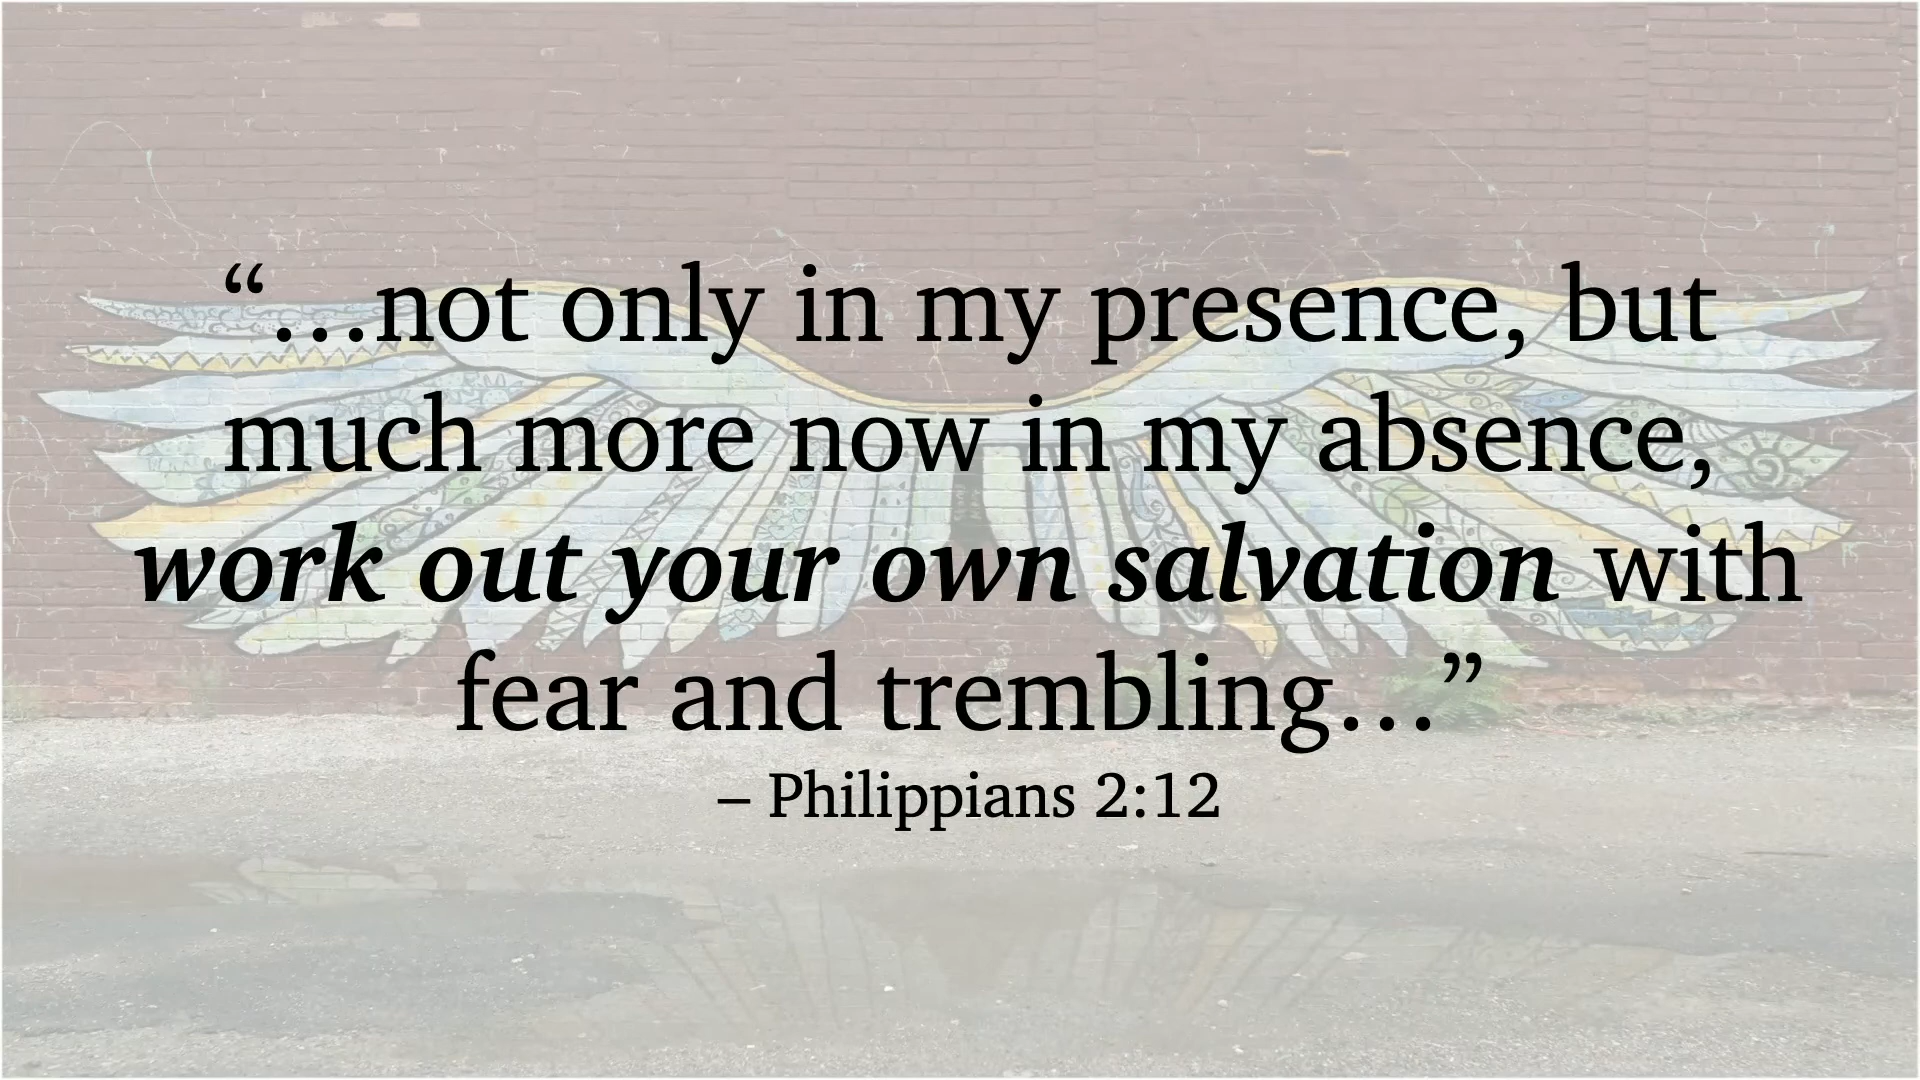 “…not only in my presence, but
much more now in my absence,
work out your own salvation with
fear and trembling…”
– Philippians 2:12